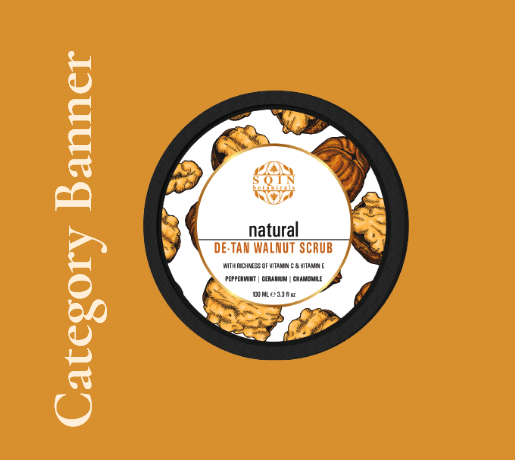 Category Banner
SQIN
botanicals
natural
DE-TAN WALNUT SCRUB
WITH RICHNESS OF VITAMIN C & VITAMIN E
PEPPERMINT | GERANIUM | CHAMOMILE
100 ML ℮ 3.3 fl oz